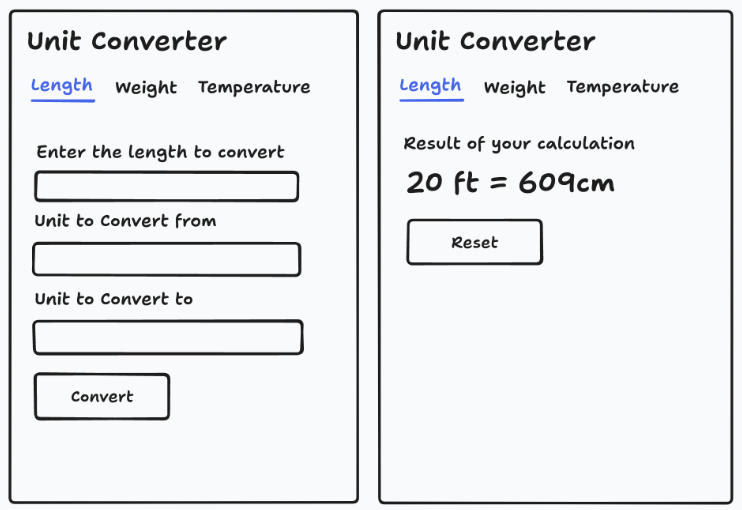 Unit Converter
Length Weight Temperature
Enter the length to convert
Unit to Convert from
Unit to Convert to
Convert
Unit Converter
Length Weight Temperature
Result of your calculation
20 ft = 609cm
Reset